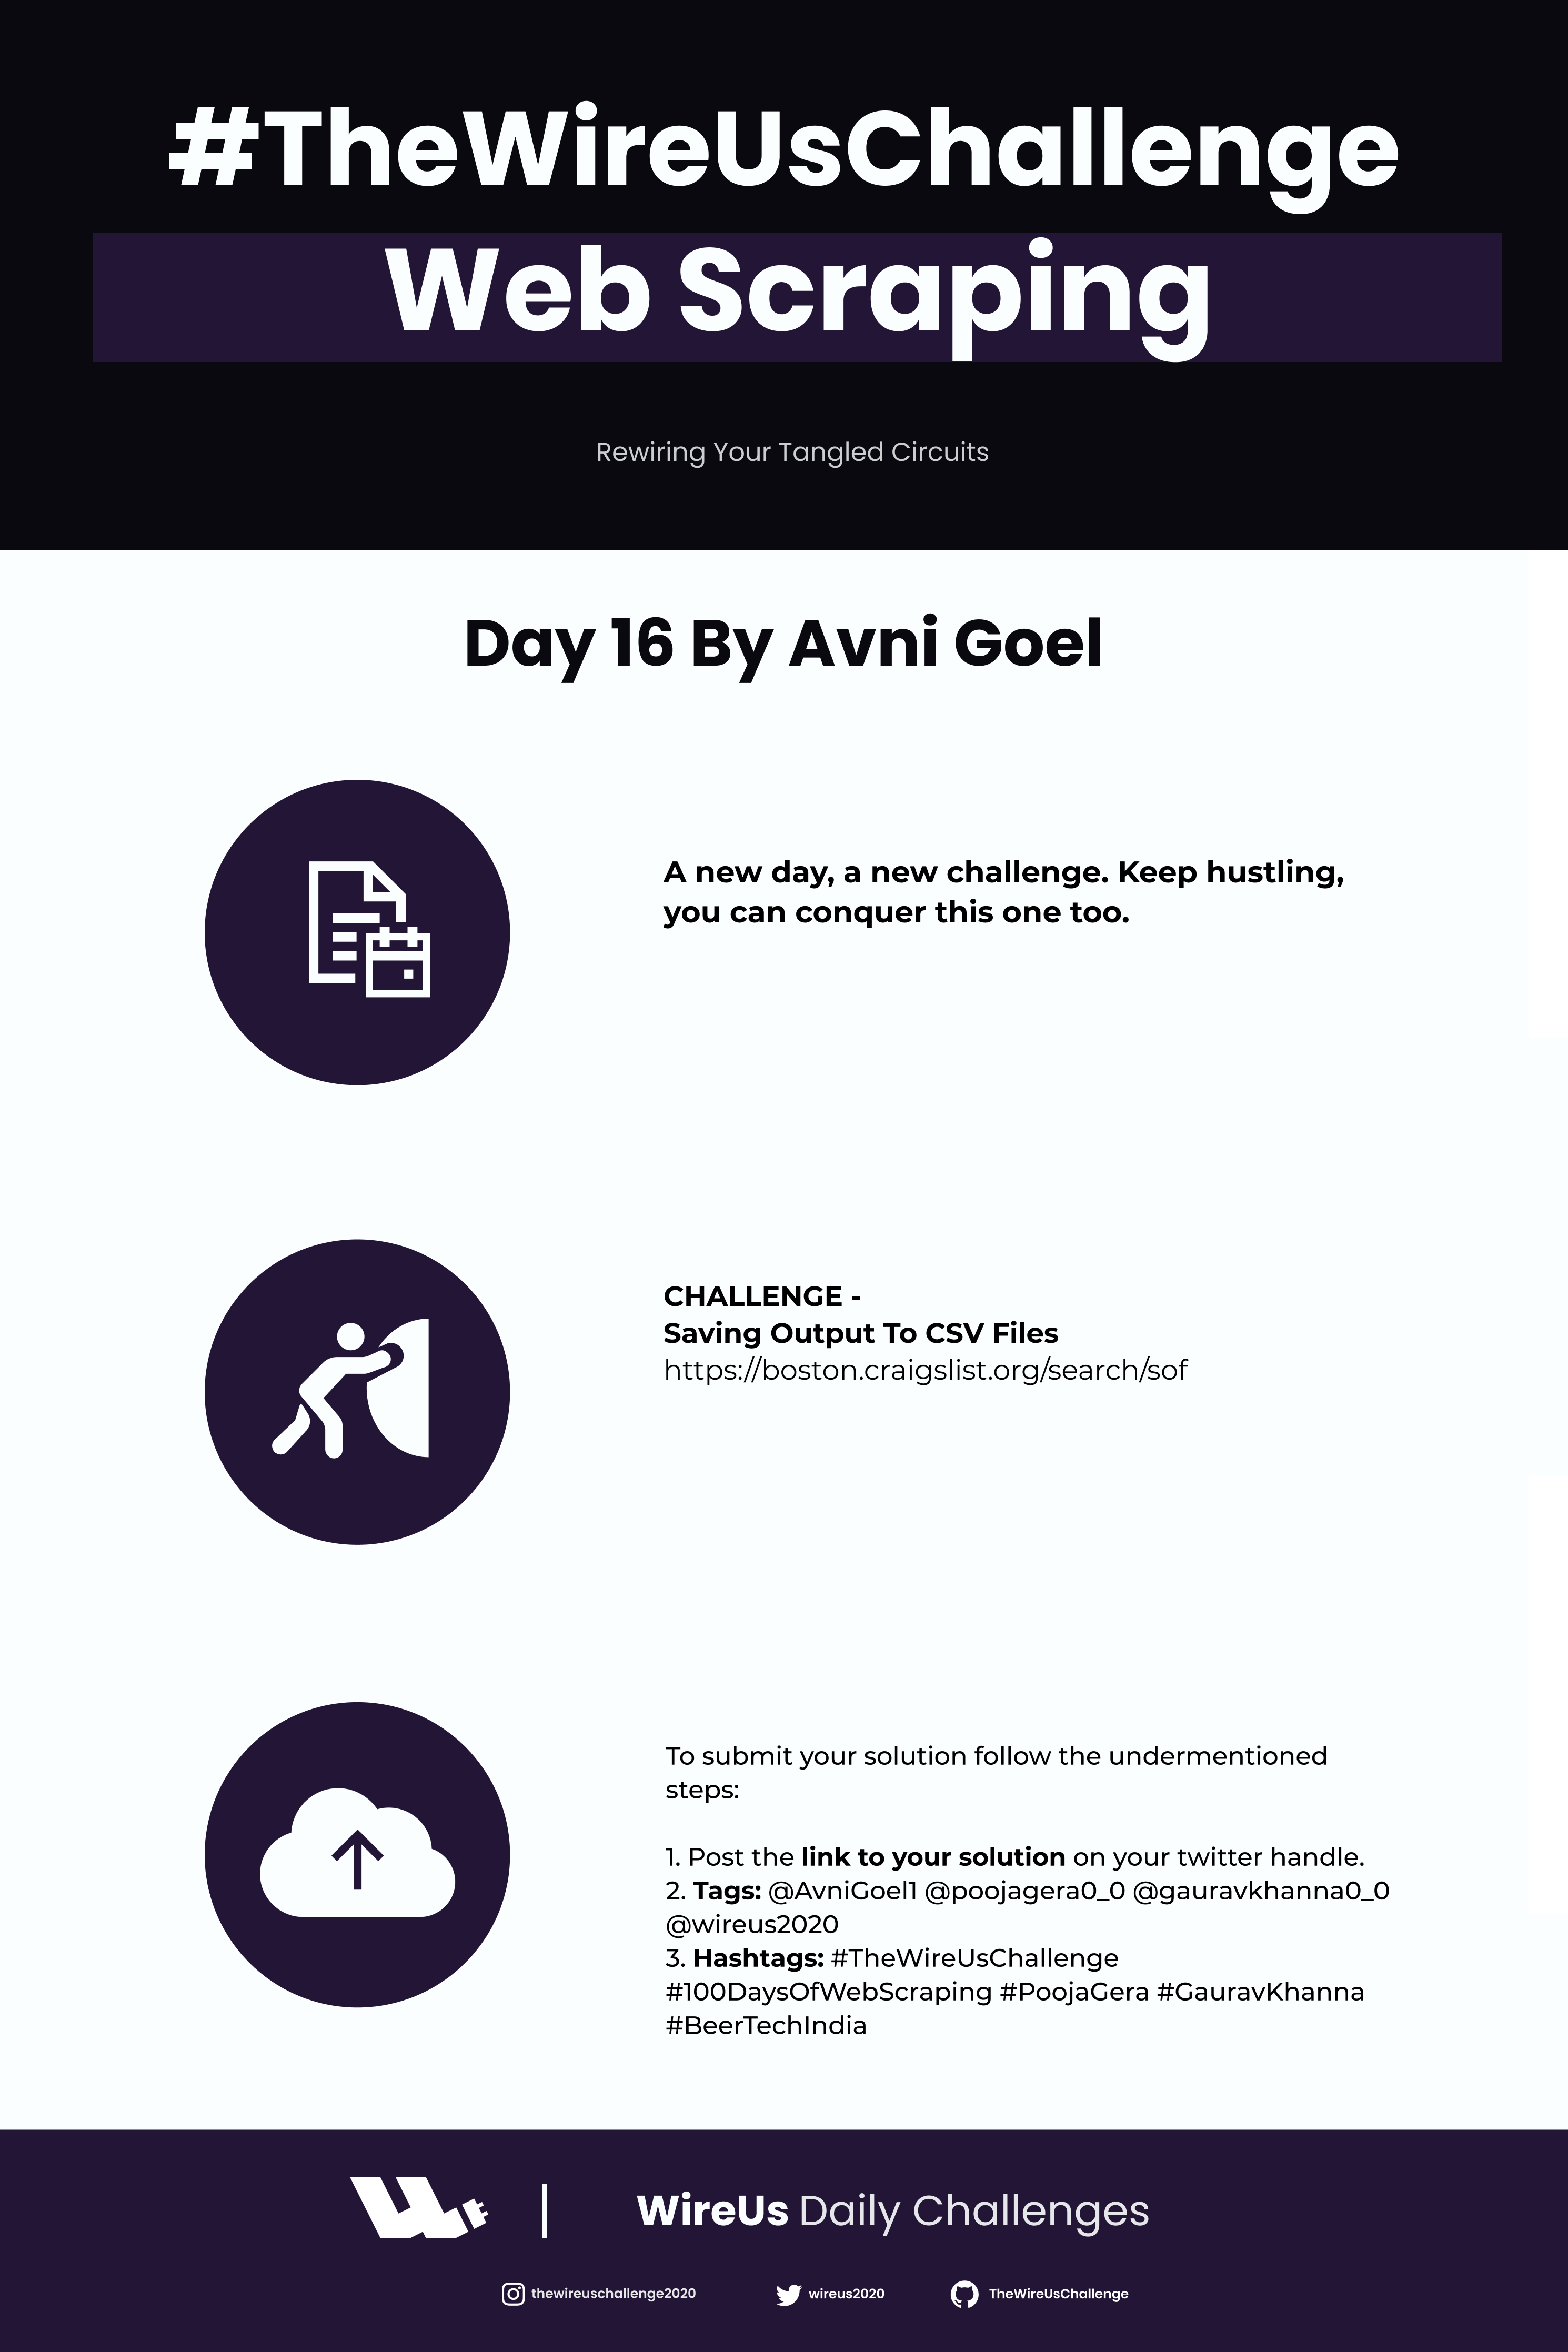 #TheWireUsChallenge
Web Scraping
Rewiring Your Tangled Circuits
Day 16 By Avni Goel
A new day, a new challenge. Keep hustling,
you can conquer this one too.
CHALLENGE -
Saving Output To CSV Files
https://boston.craigslist.org/search/sof
To submit your solution follow the undermentioned
steps:
1. Post the link to your solution on your twitter handle.
2. Tags: @AvniGoel1 @poojagera0_0 @gauravkhanna0_0
@wireus2020
3. Hashtags: #TheWireUsChallenge
#100DaysOfWebScraping #PoojaGera #GauravKhanna
#BeerTechIndia
WireUs Daily Challenges
thewireuschallenge2020 wireus2020 TheWireUsChallenge